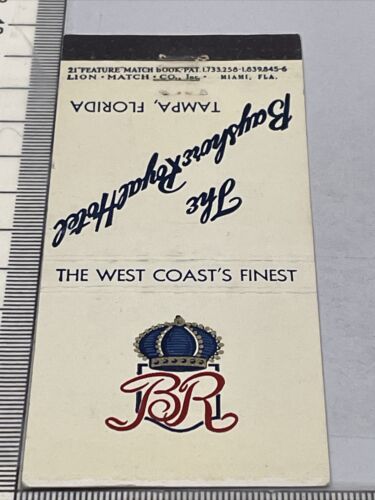 21 FEATURE MATCH BOOK PAT. 1.733.258-1.839.845-6
LION - MATCH - CO., Inc. - MIAMI, FLA.
The
Bayshore Royal Hotel
TAMPA, FLORIDA
THE WEST COAST'S FINEST
BR